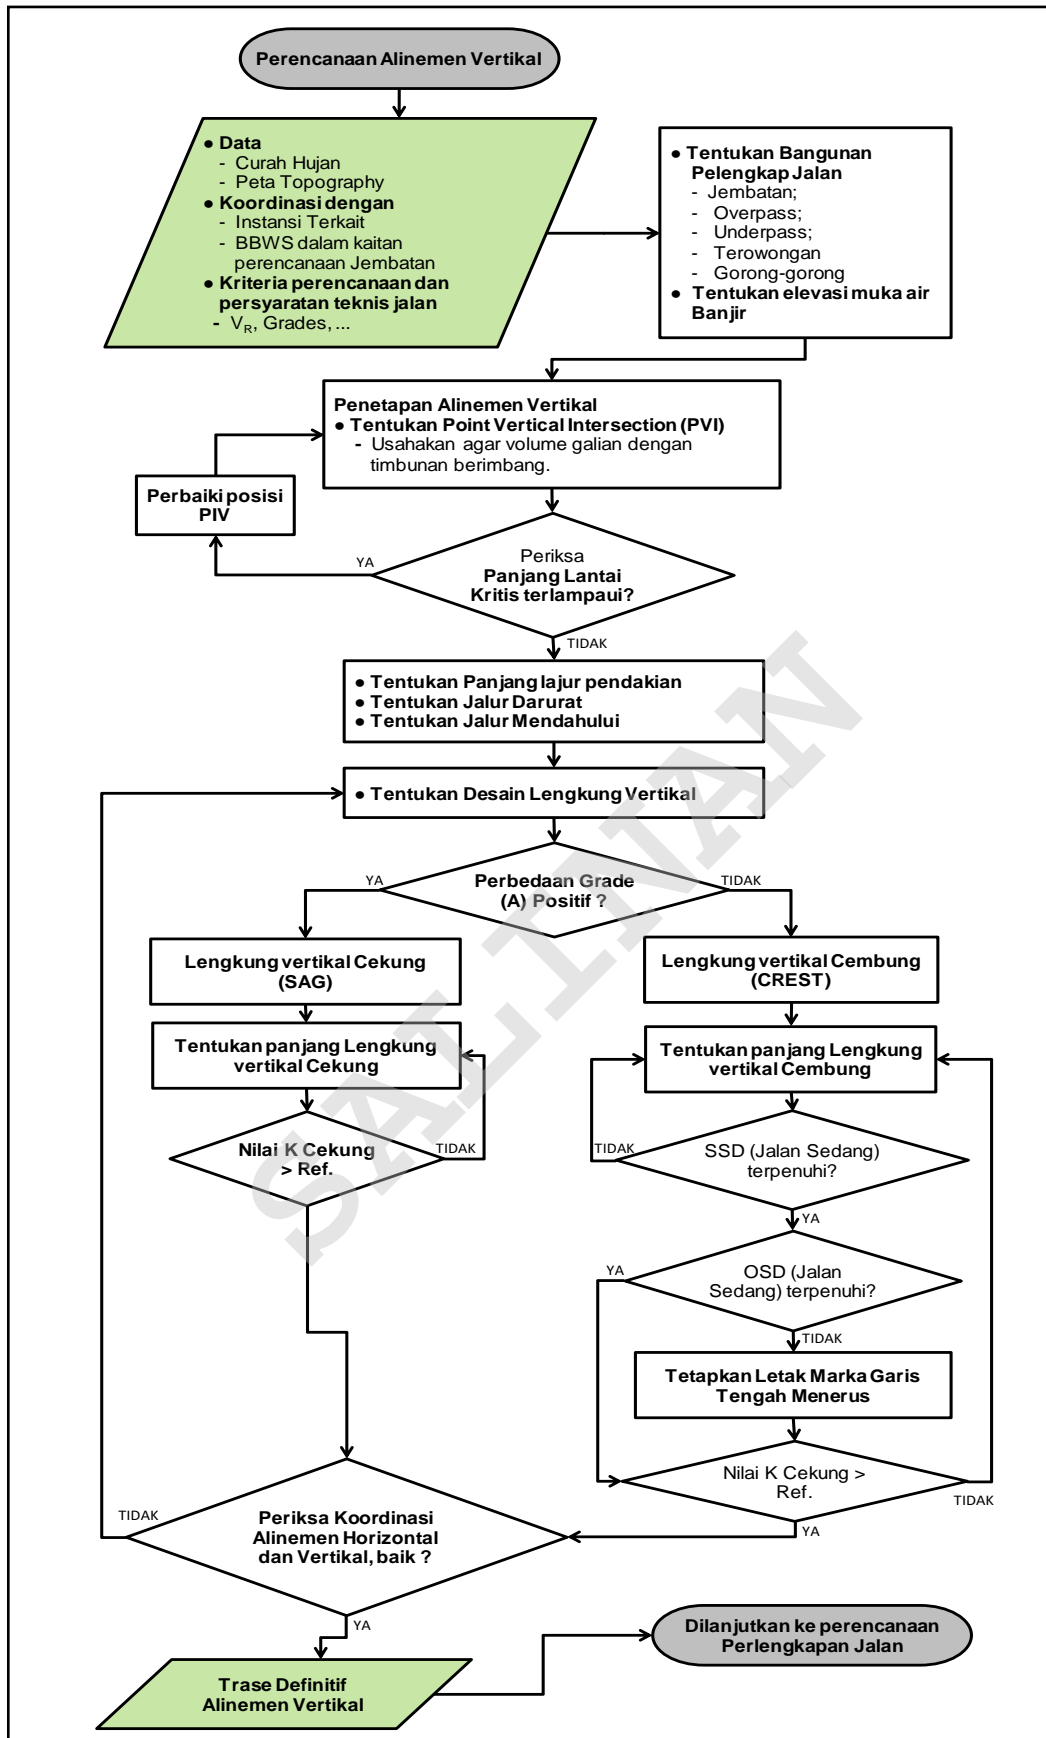 Perencanaan Alinemen Vertikal
● Data
- Curah Hujan
- Peta Topography
● Koordinasi dengan
- Instansi Terkait
- BBWS dalam kaitan
perencanaan Jembatan
● Kriteria perencanaan dan
persyaratan teknis jalan
- VR, Grades, ...
● Tentukan Bangunan
Pelengkap Jalan
- Jembatan;
- Overpass;
- Underpass;
- Terowongan
- Gorong-gorong
● Tentukan elevasi muka air
Banjir
Penetapan Alinemen Vertikal
● Tentukan Point Vertical Intersection (PVI)
- Usahakan agar volume galian dengan
timbunan berimbang.
Perbaiki posisi
PIV
YA
Periksa
Panjang Lantai
Kritis terlampaui?
TIDAK
● Tentukan Panjang lajur pendakian
● Tentukan Jalur Darurat
● Tentukan Jalur Mendahului
● Tentukan Desain Lengkung Vertikal
YA
Perbedaan Grade
(A) Positif ?
TIDAK
Lengkung vertikal Cekung
(SAG)
Lengkung vertikal Cembung
(CREST)
Tentukan panjang Lengkung
vertikal Cekung
Tentukan panjang Lengkung
vertikal Cembung
Nilai K Cekung
> Ref.
TIDAK
TIDAK
SSD (Jalan Sedang)
terpenuhi?
YA
YA
OSD (Jalan
Sedang) terpenuhi?
TIDAK
Tetapkan Letak Marka Garis
Tengah Menerus
Nilai K Cekung >
Ref.
TIDAK
YA
TIDAK
Periksa Koordinasi
Alinemen Horizontal
dan Vertikal, baik ?
YA
Dilanjutkan ke perencanaan
Perlengkapan Jalan
Trase Definitif
Alinemen Vertikal
SALINAN